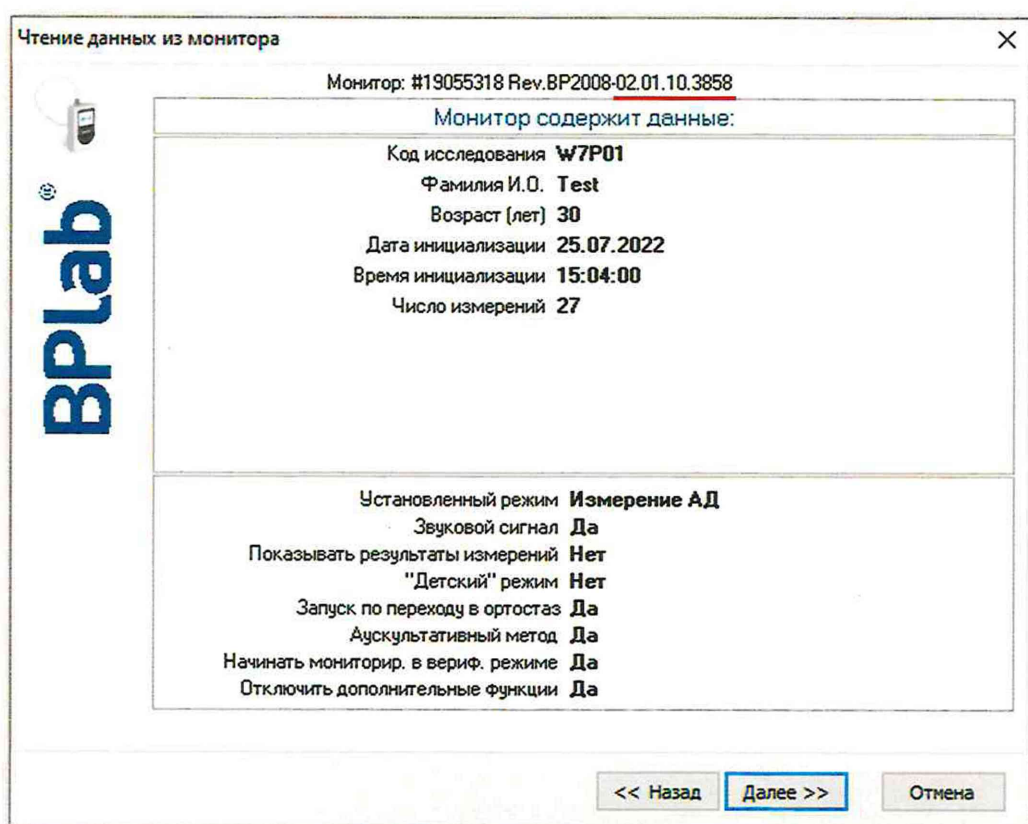 Чтение данных из монитора
Монитор: #19055318 Rev.BP2008-02.01.10.3858
Монитор содержит данные:
BPLab®
Код исследования W7P01
Фамилия И.О. Test
Возраст (лет) 30
Дата инициализации 25.07.2022
Время инициализации 15:04:00
Число измерений 27
Установленный режим Измерение АД
Звуковой сигнал Да
Показывать результаты измерений Нет
"Детский" режим Нет
Запуск по переходу в ортостаз Да
Аускультативный метод Да
Начинать мониторир. в вериф. режиме Да
Отключить дополнительные функции Да
<< Назад Далее >> Отмена